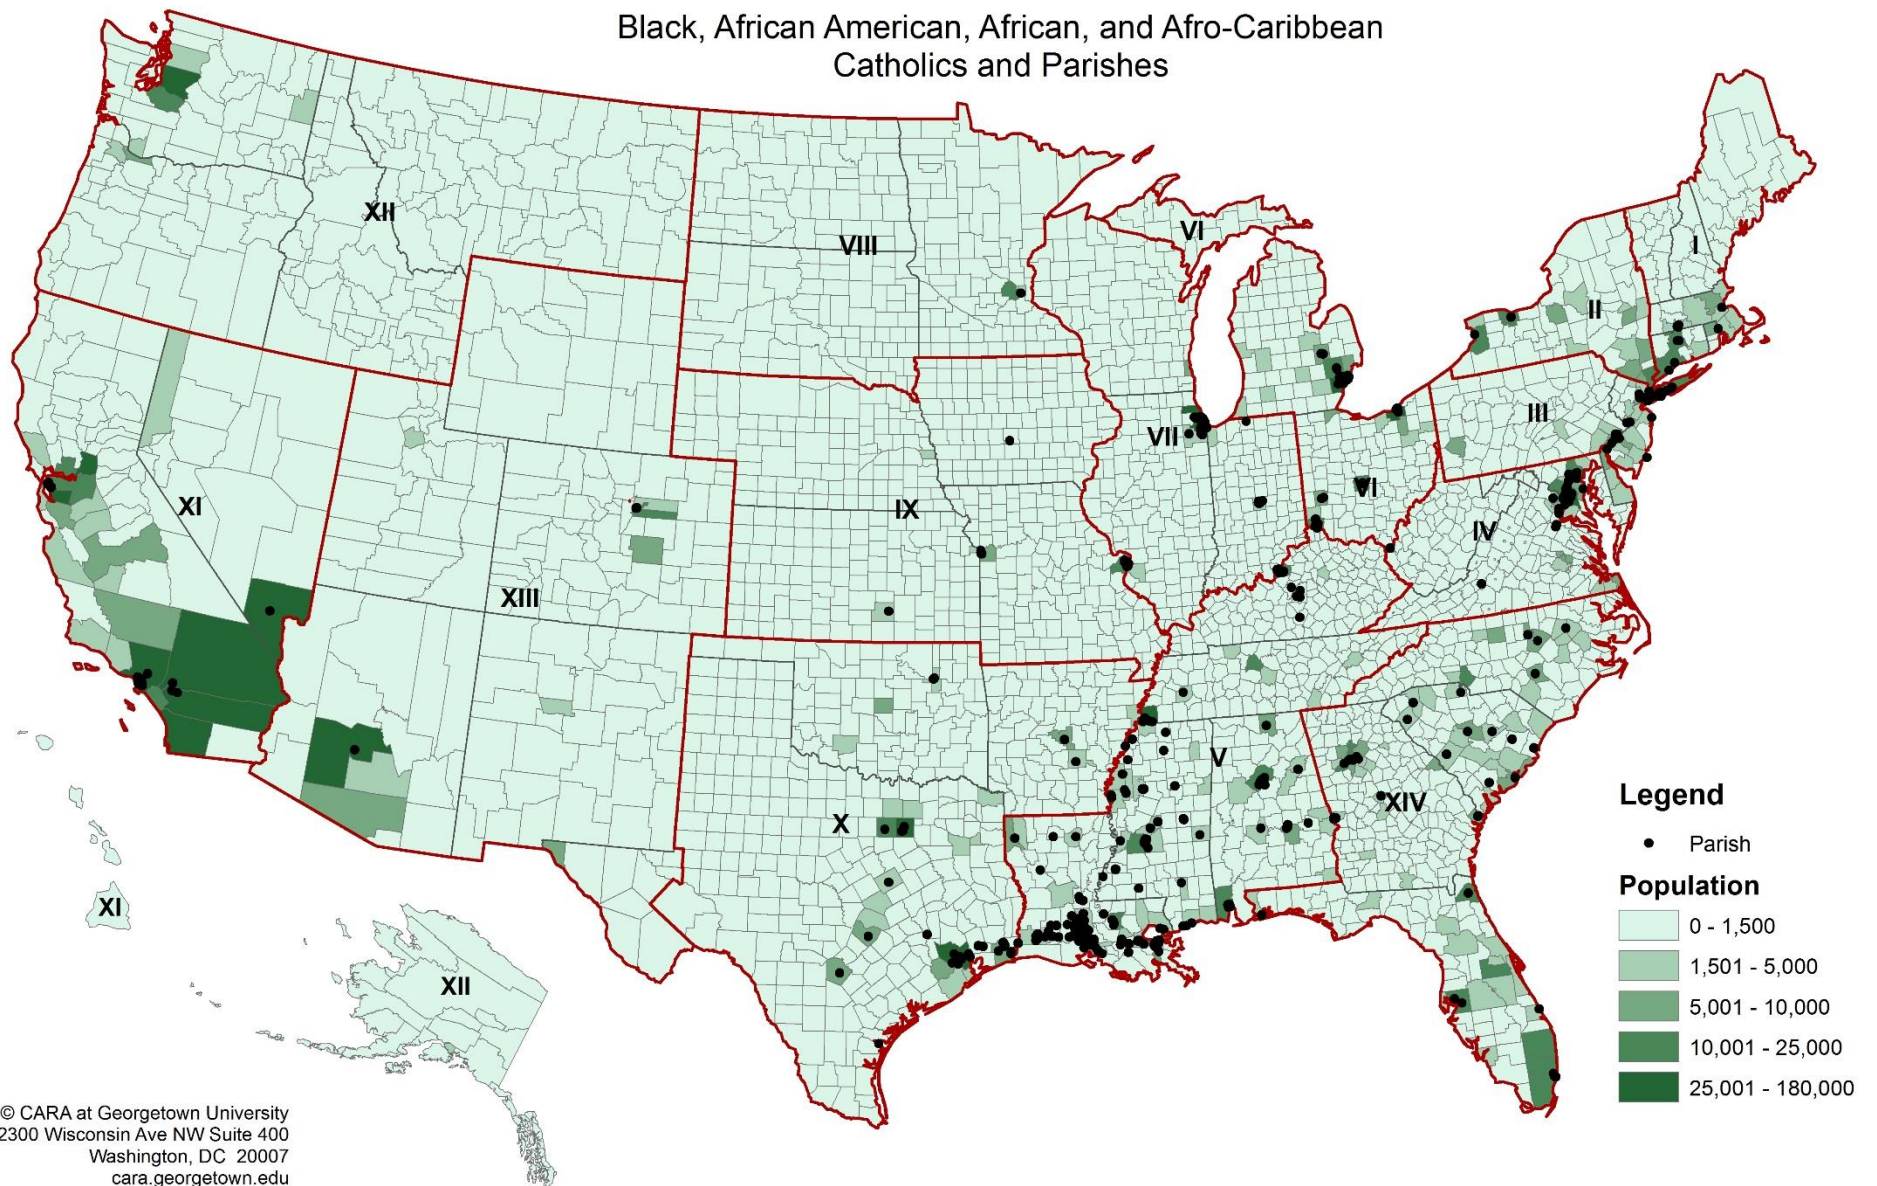 Black, African American, African, and Afro-Caribbean
Catholics and Parishes
I
XII
VI
VIII
II
III
VII
VI
XI
IX
IV
XIII
V
XIV
X
XI
XII
Legend
Parish
Population
0 - 1,500
1,501 - 5,000
5,001 - 10,000
10,001 - 25,000
25,001 - 180,000
© CARA at Georgetown University
2300 Wisconsin Ave NW Suite 400
Washington, DC 20007
cara.georgetown.edu